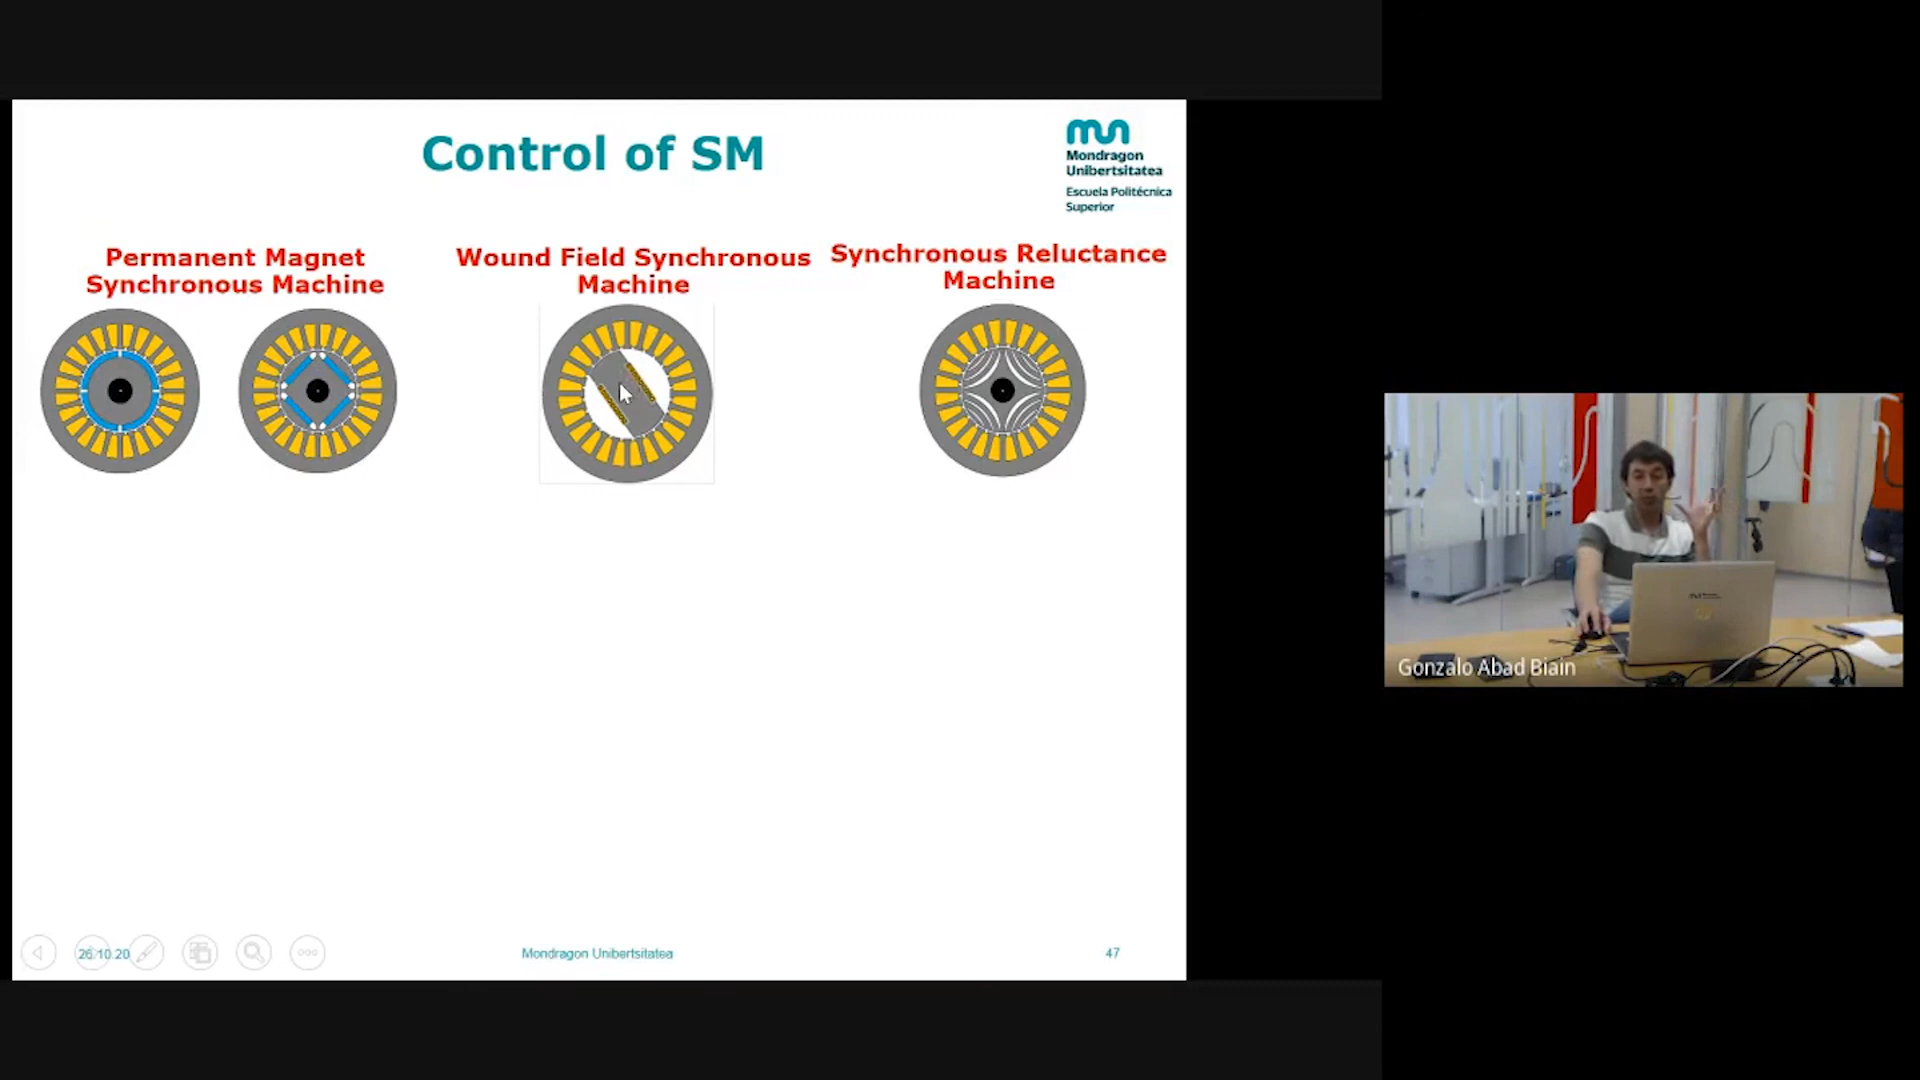 Control of SM
Mondragon
Unibertsitatea
Escuela Politécnica
Superior
Permanent Magnet
Synchronous Machine
Wound Field Synchronous
Machine
Synchronous Reluctance
Machine
26.10.20
Mondragon Unibertsitatea
47
Gonzalo Abad Biain